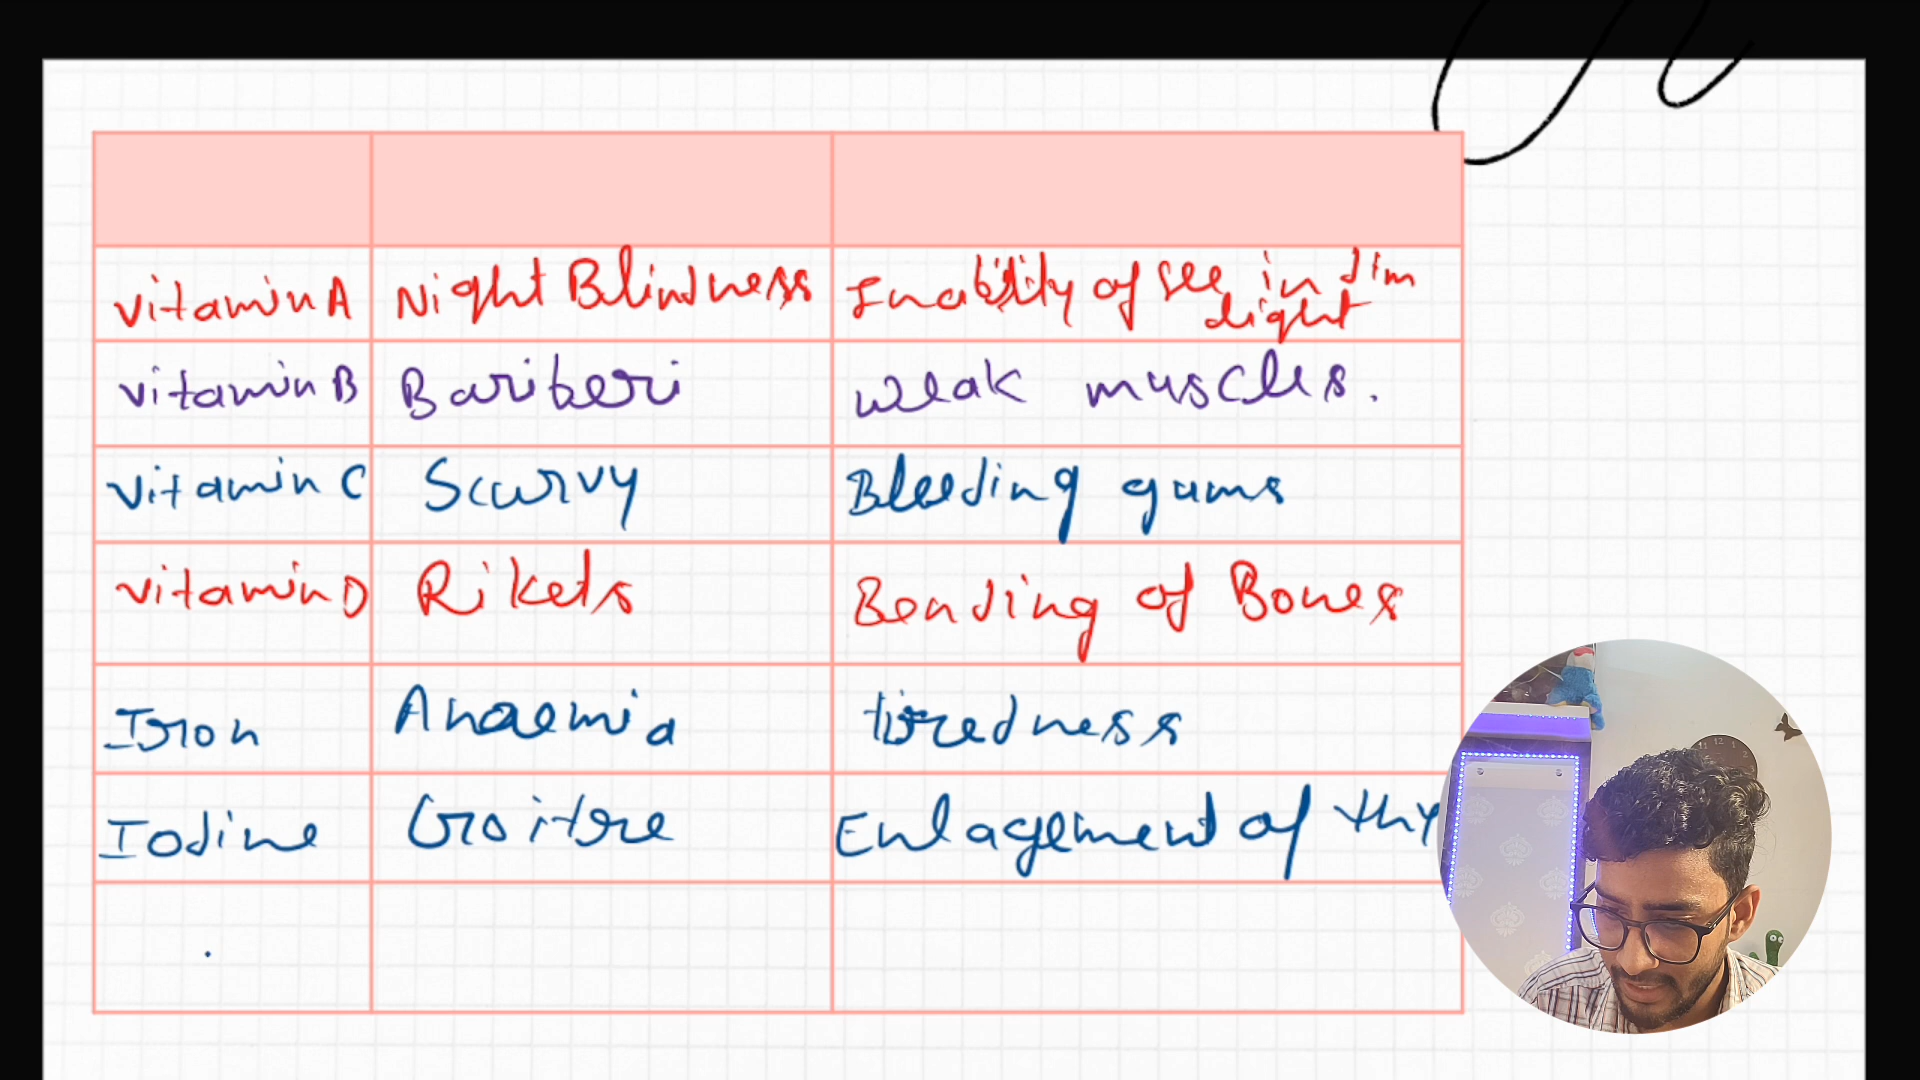 vitamin A Night Blindness Inability of see in dim
light
vitamin B Bariberi weak muscles.
vitamin C Scurvy Bleeding gums
vitamin D Rikets Bending of Bones
Iron Anaemia tiredness
Iodine Goitre Enlagement of thy